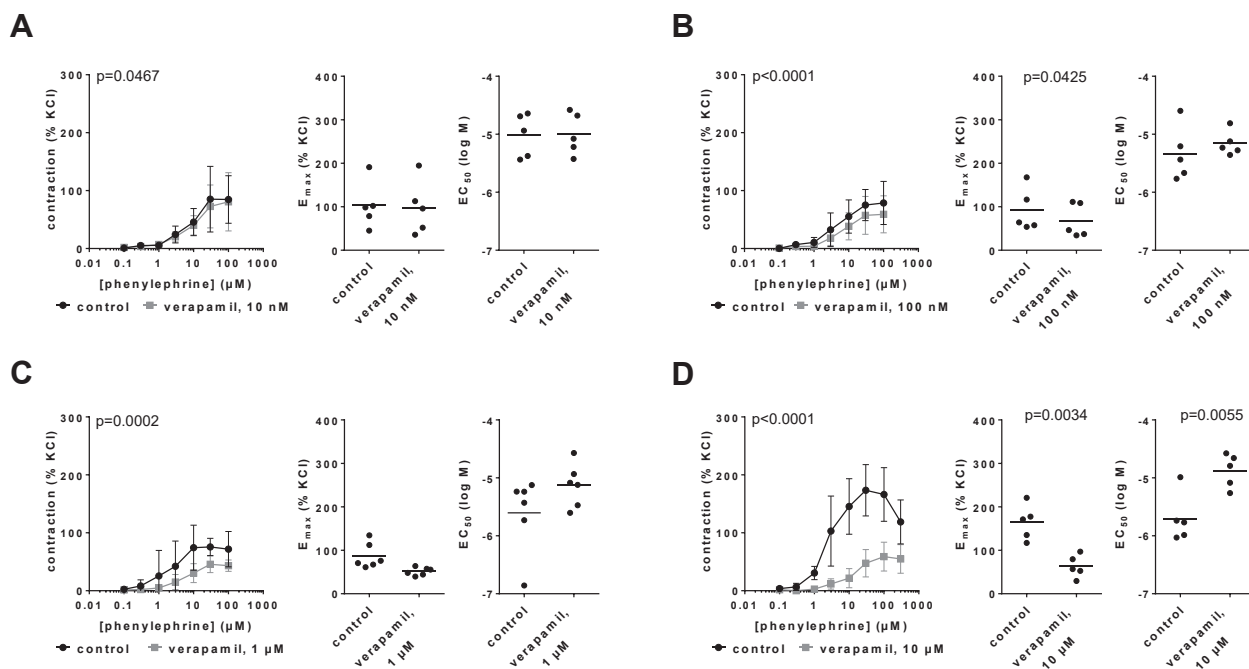 A
p=0.0467
contraction (% KCl)
300
200
100
0
0.01 0.1 1 10 100 1000
[phenylephrine] (µM)
control verapamil, 10 nM
Emax (% KCl)
400
300
200
100
0
control
verapamil,
10 nM
EC50 (log M)
-4
-5
-6
-7
control
verapamil,
10 nM
B
p<0.0001
contraction (% KCl)
300
200
100
0
0.01 0.1 1 10 100 1000
[phenylephrine] (µM)
control verapamil, 100 nM
p=0.0425
Emax (% KCl)
400
300
200
100
0
control
verapamil,
100 nM
EC50 (log M)
-4
-5
-6
-7
control
verapamil,
100 nM
C
p=0.0002
contraction (% KCl)
300
200
100
0
0.01 0.1 1 10 100 1000
[phenylephrine] (µM)
control verapamil, 1 µM
Emax (% KCl)
400
300
200
100
0
control
verapamil,
1 µM
EC50 (log M)
-4
-5
-6
-7
control
verapamil,
1 µM
D
p<0.0001
contraction (% KCl)
300
200
100
0
0.01 0.1 1 10 100 1000
[phenylephrine] (µM)
control verapamil, 10 µM
p=0.0034
Emax (% KCl)
400
300
200
100
0
control
verapamil,
10 µM
p=0.0055
EC50 (log M)
-4
-5
-6
-7
control
verapamil,
10 µM